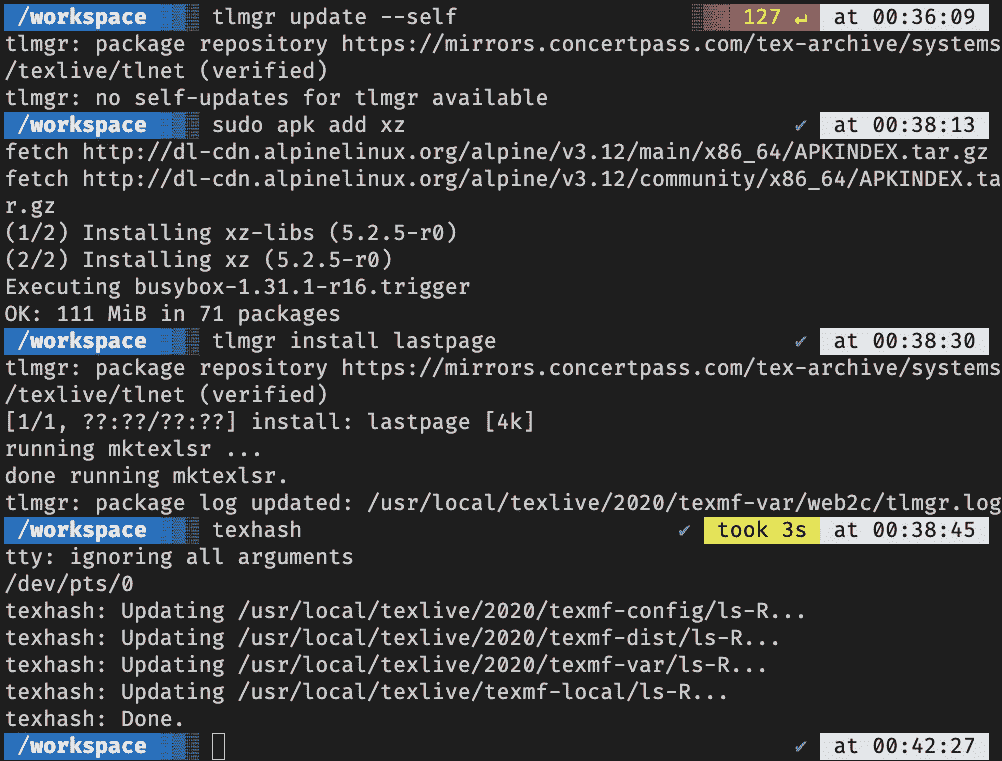 /workspace tlmgr update --self 127 ↵ at 00:36:09
tlmgr: package repository https://mirrors.concertpass.com/tex-archive/systems
/texlive/tlnet (verified)
tlmgr: no self-updates for tlmgr available
/workspace sudo apk add xz ✔ at 00:38:13
fetch http://dl-cdn.alpinelinux.org/alpine/v3.12/main/x86_64/APKINDEX.tar.gz
fetch http://dl-cdn.alpinelinux.org/alpine/v3.12/community/x86_64/APKINDEX.ta
r.gz
(1/2) Installing xz-libs (5.2.5-r0)
(2/2) Installing xz (5.2.5-r0)
Executing busybox-1.31.1-r16.trigger
OK: 111 MiB in 71 packages
/workspace tlmgr install lastpage ✔ at 00:38:30
tlmgr: package repository https://mirrors.concertpass.com/tex-archive/systems
/texlive/tlnet (verified)
[1/1, ??:??/??:??] install: lastpage [4k]
running mktexlsr ...
done running mktexlsr.
tlmgr: package log updated: /usr/local/texlive/2020/texmf-var/web2c/tlmgr.log
/workspace texhash ✔ took 3s at 00:38:45
tty: ignoring all arguments
/dev/pts/0
texhash: Updating /usr/local/texlive/2020/texmf-config/ls-R...
texhash: Updating /usr/local/texlive/2020/texmf-dist/ls-R...
texhash: Updating /usr/local/texlive/2020/texmf-var/ls-R...
texhash: Updating /usr/local/texlive/texmf-local/ls-R...
texhash: Done.
/workspace ✔ at 00:42:27